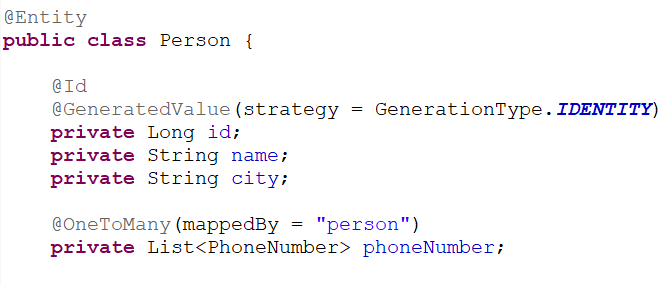 @Entity
public class Person {
@Id
@GeneratedValue(strategy = GenerationType.IDENTITY)
private Long id;
private String name;
private String city;
@OneToMany(mappedBy = "person")
private List<PhoneNumber> phoneNumber;